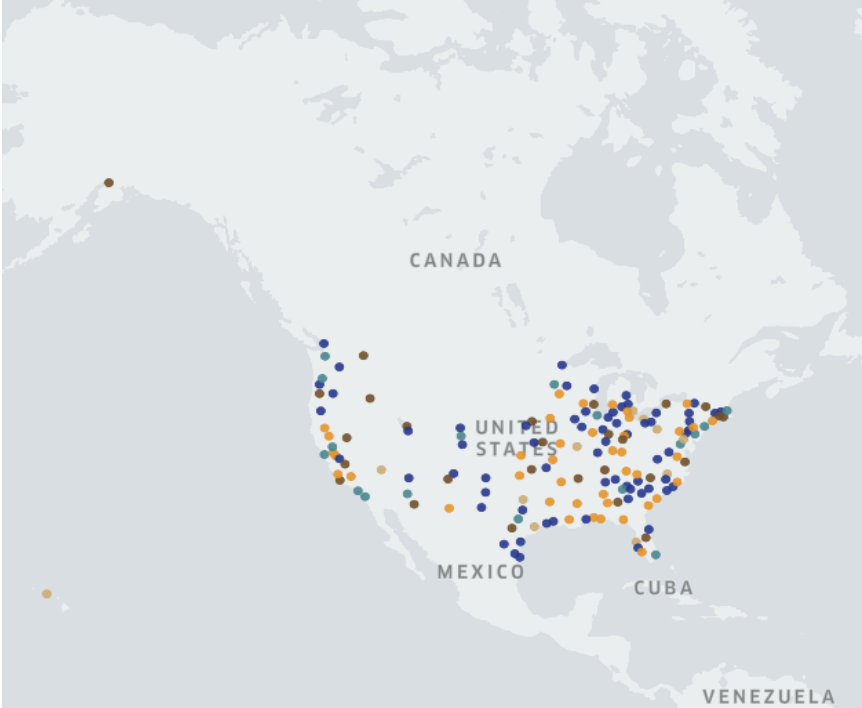 CANADA
UNITED
STATES
MEXICO
CUBA
VENEZUELA